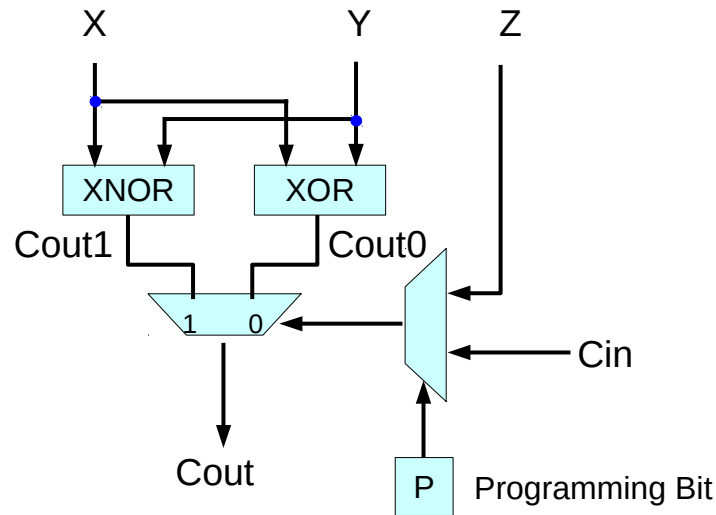 X Y Z
XNOR XOR
Cout1 Cout0
1 0
Cin
Cout
P Programming Bit